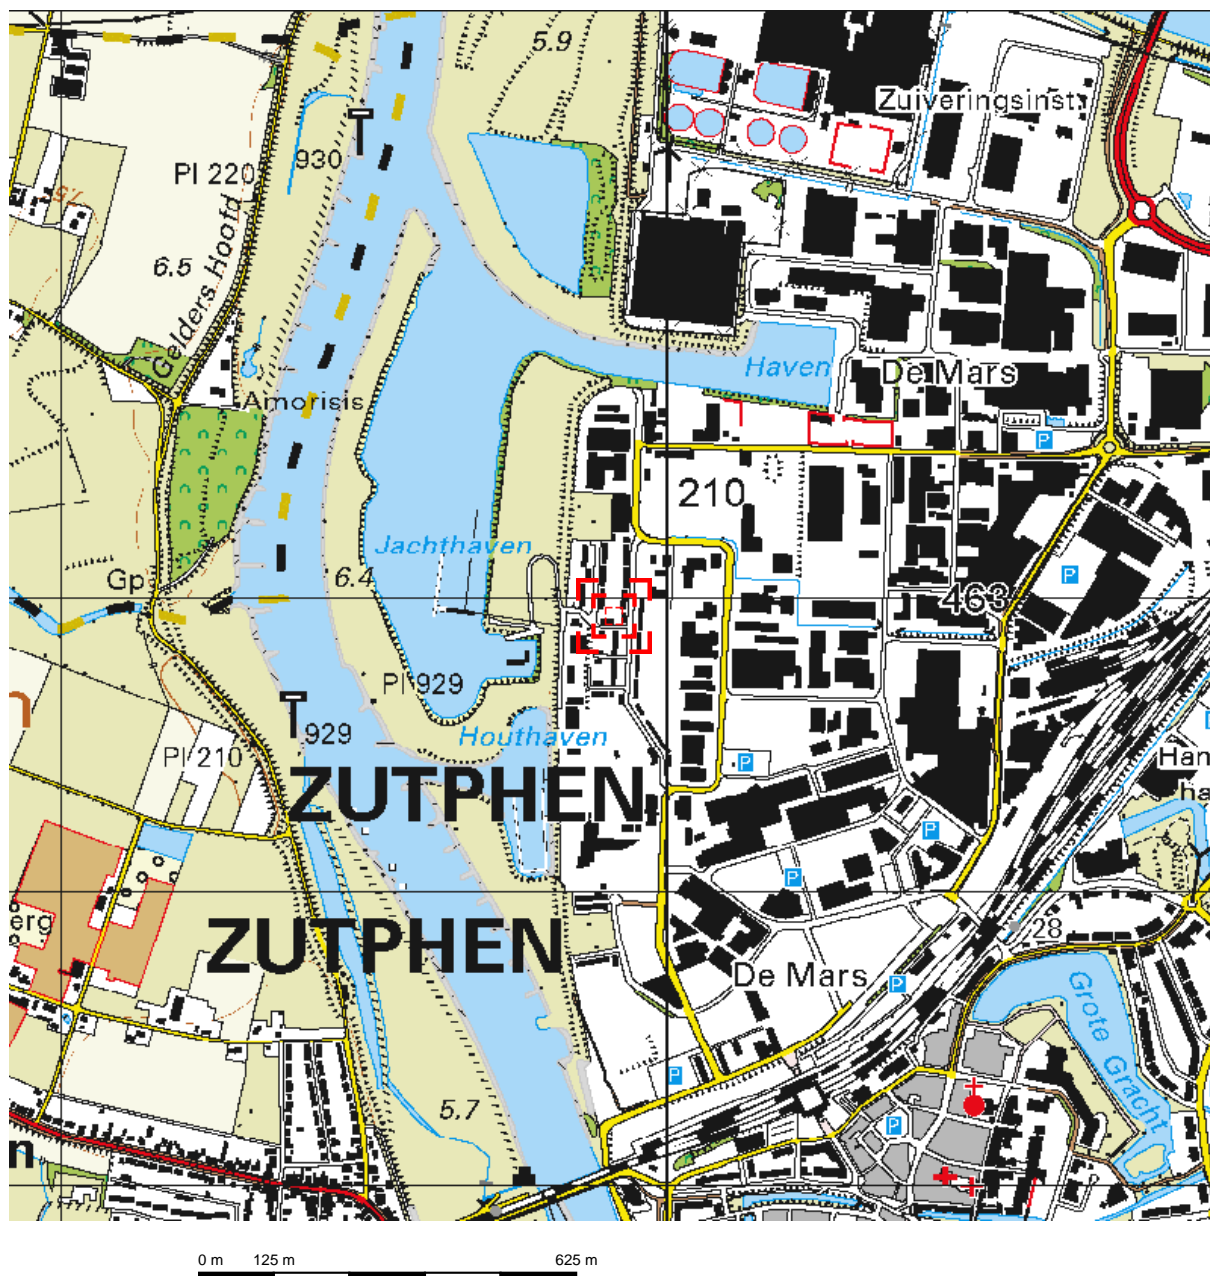 5.9
Zuiveringsinst.
930
Pl 220
7.5
6.5
Gelders Hoofd
Haven
De Mars
Amorisis
P
210
Jachthaven
6.4
Gp
P
463
Pl 929
929
Houthaven
Pl 210
P
Han
ha
ZUTPHEN
P
P
erg
28
ZUTPHEN
De Mars
P
Grote Gracht
P
5.7
P
n
0 m 125 m 625 m